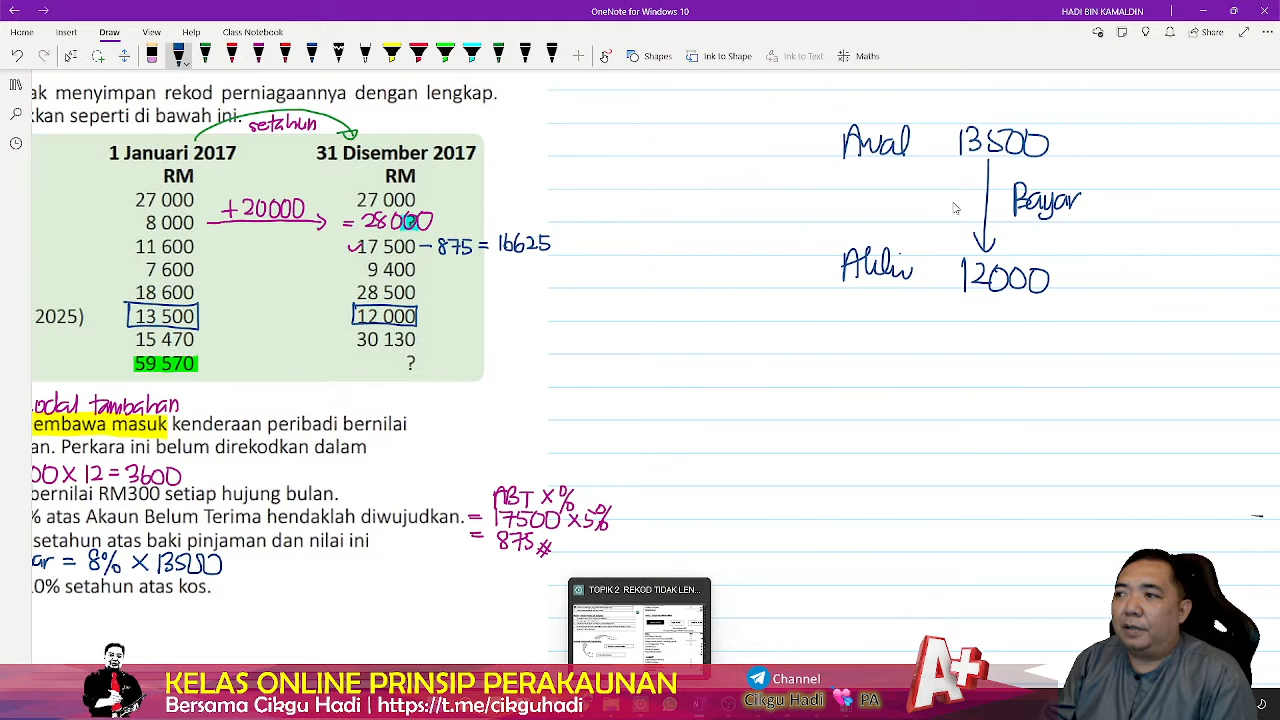 OneNote for Windows 10
HADI BIN KAMALDIN
Home Insert Draw View Help Class Notebook
Share
Shapes Ink to Shape Ink to Text Maths
ak menyimpan rekod perniagaannya dengan lengkap.
kan seperti di bawah ini.
setahun
1 Januari 2017 31 Disember 2017
RM RM
27 000 27 000
8 000 +20000 = 28000
11 600 17 500 - 875 = 16625
7 600 9 400
18 600 28 500
2025) 13 500 12 000
15 470 30 130
59 570 ?
odal tambahan
embawa masuk kenderaan peribadi bernilai
an. Perkara ini belum direkodkan dalam
00 X 12 = 3600
bernilai RM300 setiap hujung bulan.
% atas Akaun Belum Terima hendaklah diwujudkan.
setahun atas baki pinjaman dan nilai ini
ar = 8% X 13500
10% setahun atas kos.
ABT X %
= 17500 X 5%
= 875 #
Awal 13500
Bayar
Akhir 12000
TOPIK 2 REKOD TIDAK LEN...
A+
KELAS ONLINE PRINSIP PERAKAUNAN
Bersama Cikgu Hadi | https://t.me/cikguhadi
Channel
Cikgu Hadi PA